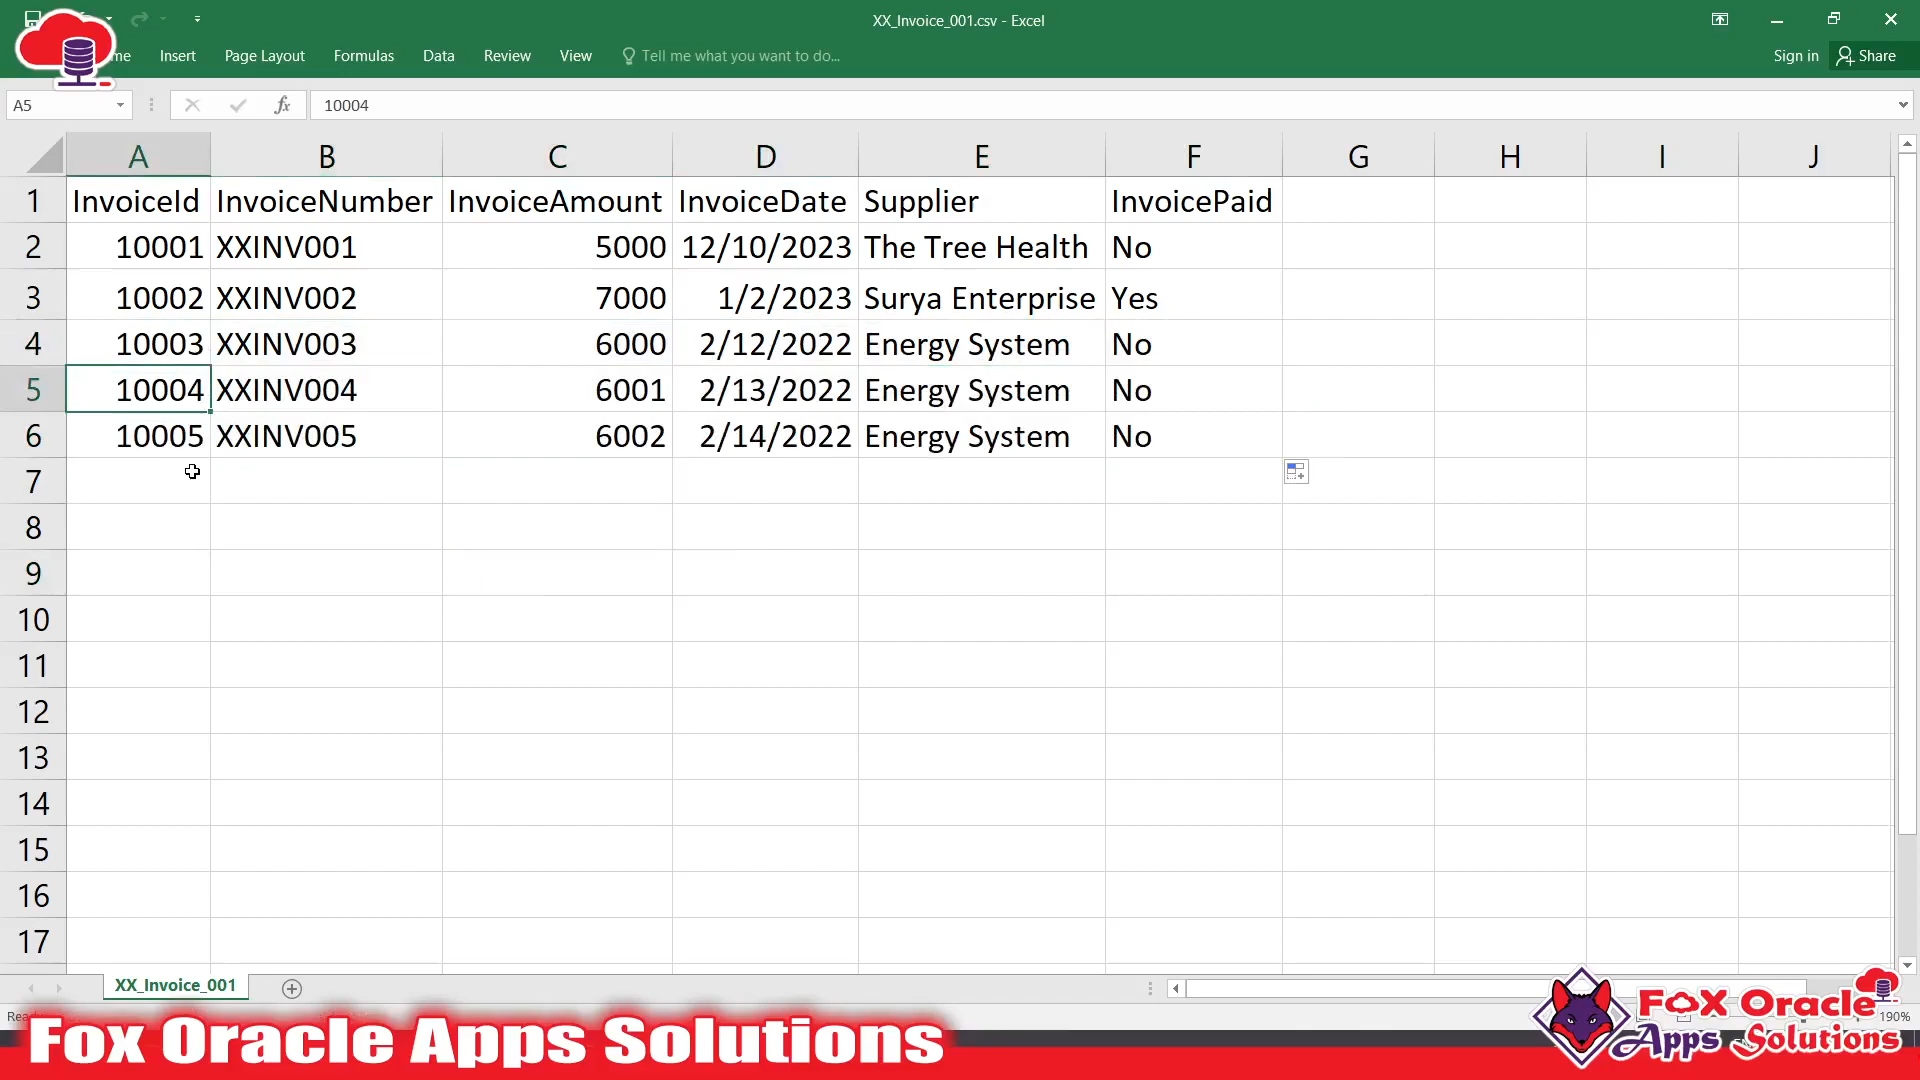 XX_Invoice_001.csv - Excel
me Insert Page Layout Formulas Data Review View Tell me what you want to do... Sign in Share
A5 fx 10004
A B C D E F G H I J
1 InvoiceId InvoiceNumber InvoiceAmount InvoiceDate Supplier InvoicePaid
2 10001 XXINV001 5000 12/10/2023 The Tree Health No
3 10002 XXINV002 7000 1/2/2023 Surya Enterprise Yes
4 10003 XXINV003 6000 2/12/2022 Energy System No
5 10004 XXINV004 6001 2/13/2022 Energy System No
6 10005 XXINV005 6002 2/14/2022 Energy System No
7
8
9
10
11
12
13
14
15
16
17
XX_Invoice_001
190%
Fox Oracle Apps Solutions
Fox Oracle
Apps Solutions